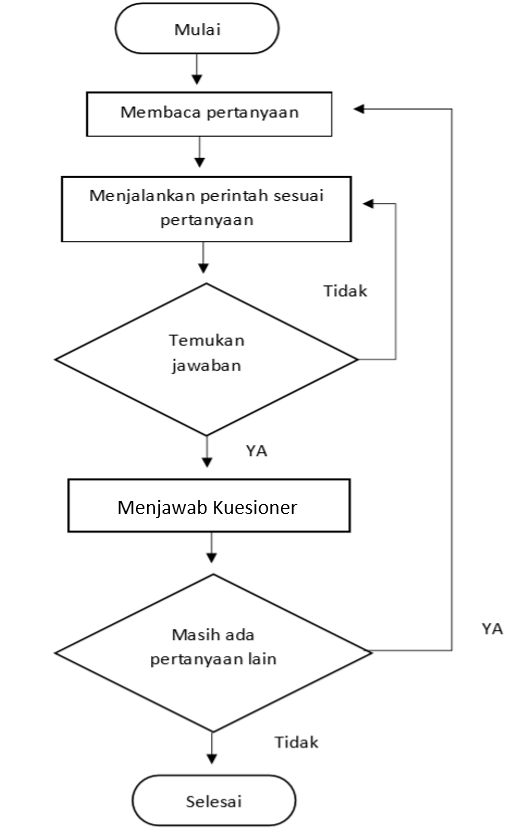 Mulai
Membaca pertanyaan
Menjalankan perintah sesuai
pertanyaan
Tidak
Temukan
jawaban
YA
Menjawab Kuesioner
Masih ada
pertanyaan lain
YA
Tidak
Selesai